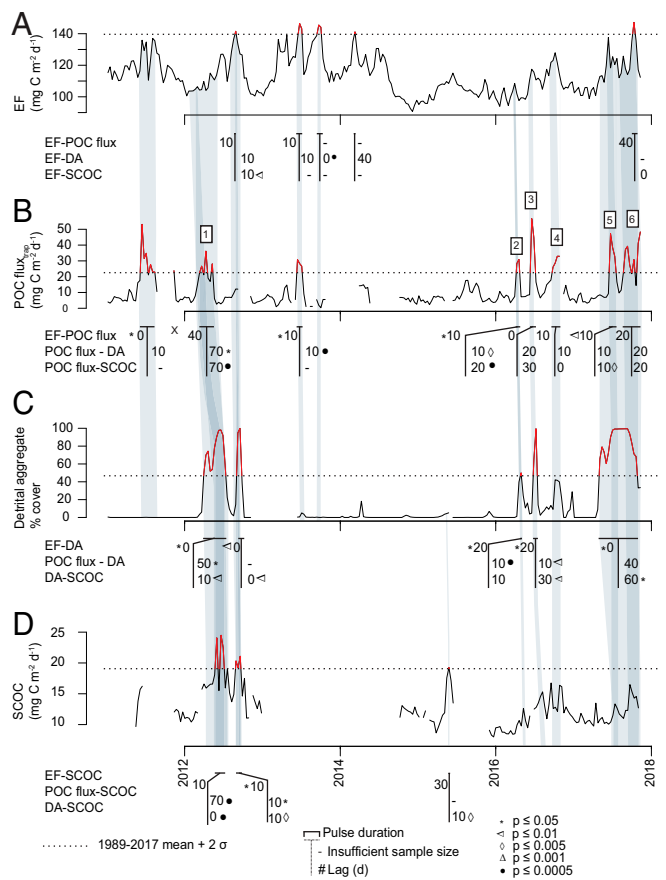 A
EF
(mg C m⁻² d⁻¹)
140
120
100
EF-POC flux 10 10 - - 40
EF-DA 10 10 0● 40 -
EF-SCOC 10◁ - - - 0
B
POC flux trap
(mg C m⁻² d⁻¹)
50
40
30
20
10
0
1 2 3 4 5 6
EF-POC flux * 0 x 40 *10 *10 0 10 ◁10 20
POC flux - DA 10 70 * 10 ● 10 ◊ 20 10 10 20
POC flux-SCOC - 70 ● - 20 ● 30 0 10◊ 20
C
Detrital aggregate
% cover
100
80
60
40
20
0
EF-DA *0 ◁0 *20 *20 *0
POC flux - DA 50 * - 10 ● 10◁ 40
DA-SCOC 10◁ 0◁ 10 30◁ 60 *
D
SCOC
(mg C m⁻² d⁻¹)
25
20
15
10
2012 2014 2016 2018
EF-SCOC 10 *10 30
POC flux-SCOC 70 ● 10 * -
DA-SCOC 0 ● 10◊ 10 ◊
1989-2017 mean + 2 σ
Pulse duration
- Insufficient sample size
# Lag (d)
* p ≤ 0.05
◁ p ≤ 0.01
◊ p ≤ 0.005
∆ p ≤ 0.001
● p ≤ 0.0005